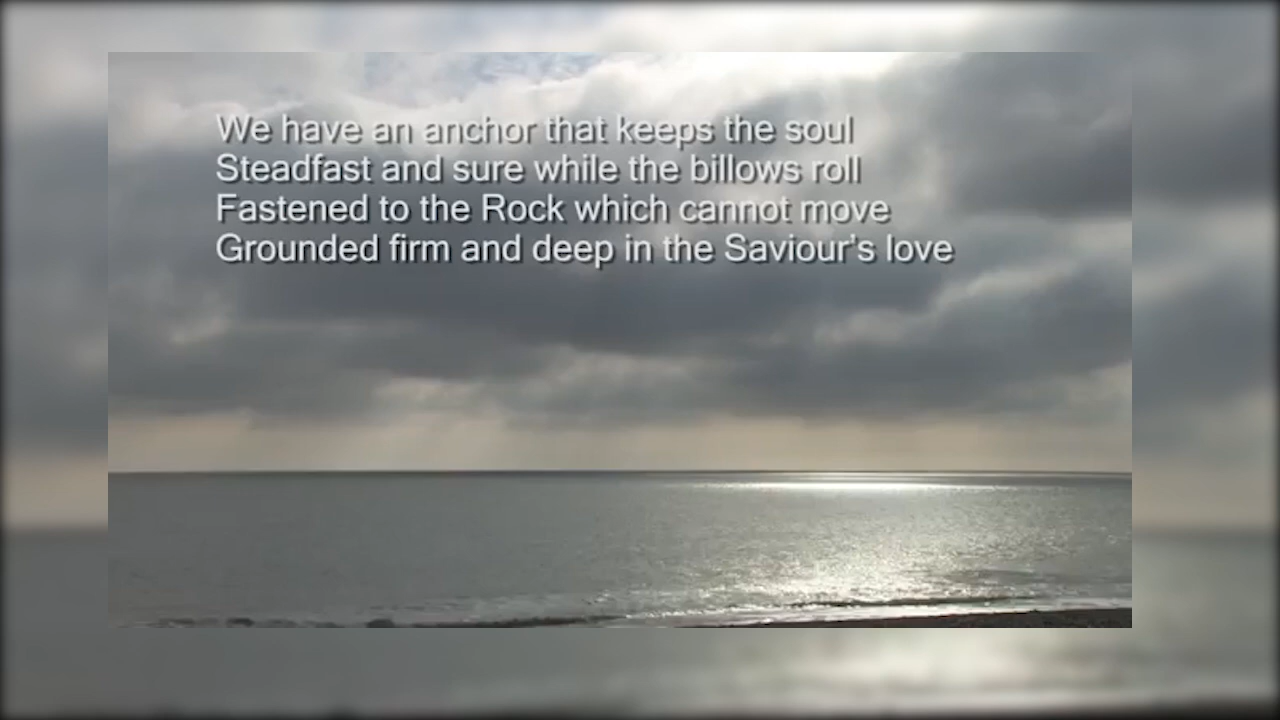 We have an anchor that keeps the soul
Steadfast and sure while the billows roll
Fastened to the Rock which cannot move
Grounded firm and deep in the Saviour's love